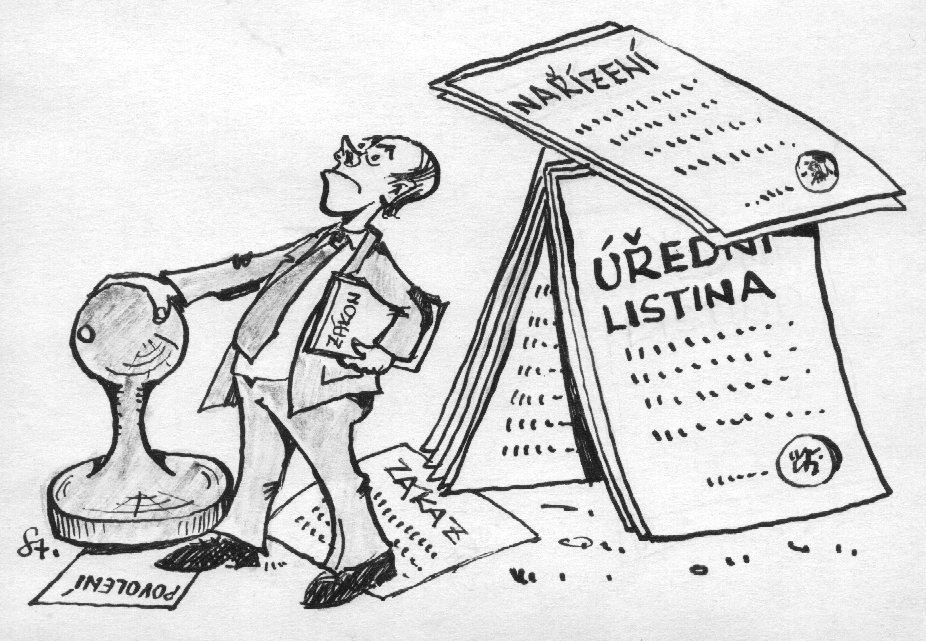 NAŘÍZENÍ
ÚŘEDNÍ
LISTINA
ZÁKON
ZÁKAZ
POVOLENÍ